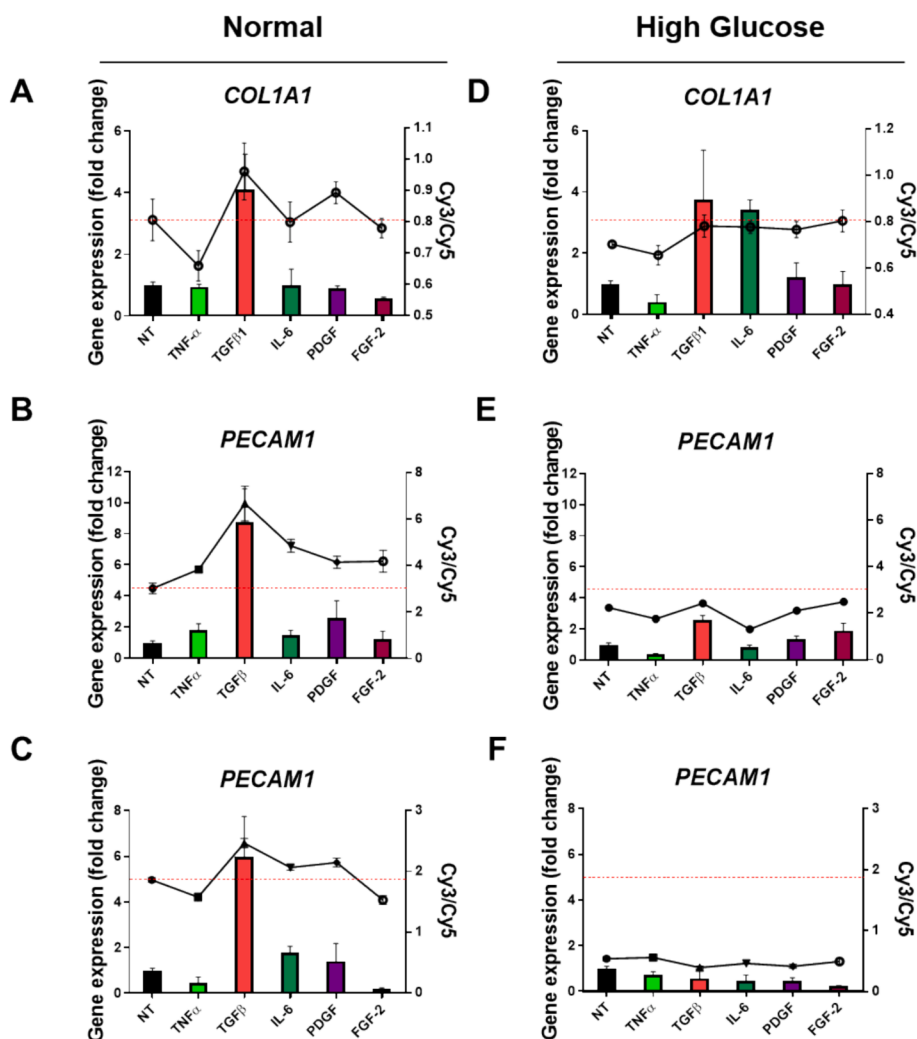 Normal
High Glucose
A
COL1A1
Gene expression (fold change)
6
4
2
0
1.1
1.0
0.9
0.8
0.7
0.6
0.5
Cy3/Cy5
NT
TNF-α
TGFβ1
IL-6
PDGF
FGF-2
D
COL1A1
Gene expression (fold change)
6
4
2
0
1.2
1.0
0.8
0.6
0.4
Cy3/Cy5
NT
TNF-α
TGFβ1
IL-6
PDGF
FGF-2
B
PECAM1
Gene expression (fold change)
12
10
8
6
4
2
0
8
6
4
2
0
Cy3/Cy5
NT
TNFα
TGFβ
IL-6
PDGF
FGF-2
E
PECAM1
Gene expression (fold change)
12
10
8
6
4
2
0
8
6
4
2
0
Cy3/Cy5
NT
TNFα
TGFβ
IL-6
PDGF
FGF-2
C
PECAM1
Gene expression (fold change)
8
6
4
2
0
3
2
1
0
Cy3/Cy5
NT
TNFα
TGFβ
IL-6
PDGF
FGF-2
F
PECAM1
Gene expression (fold change)
8
6
4
2
0
3
2
1
0
Cy3/Cy5
NT
TNFα
TGFβ
IL-6
PDGF
FGF-2